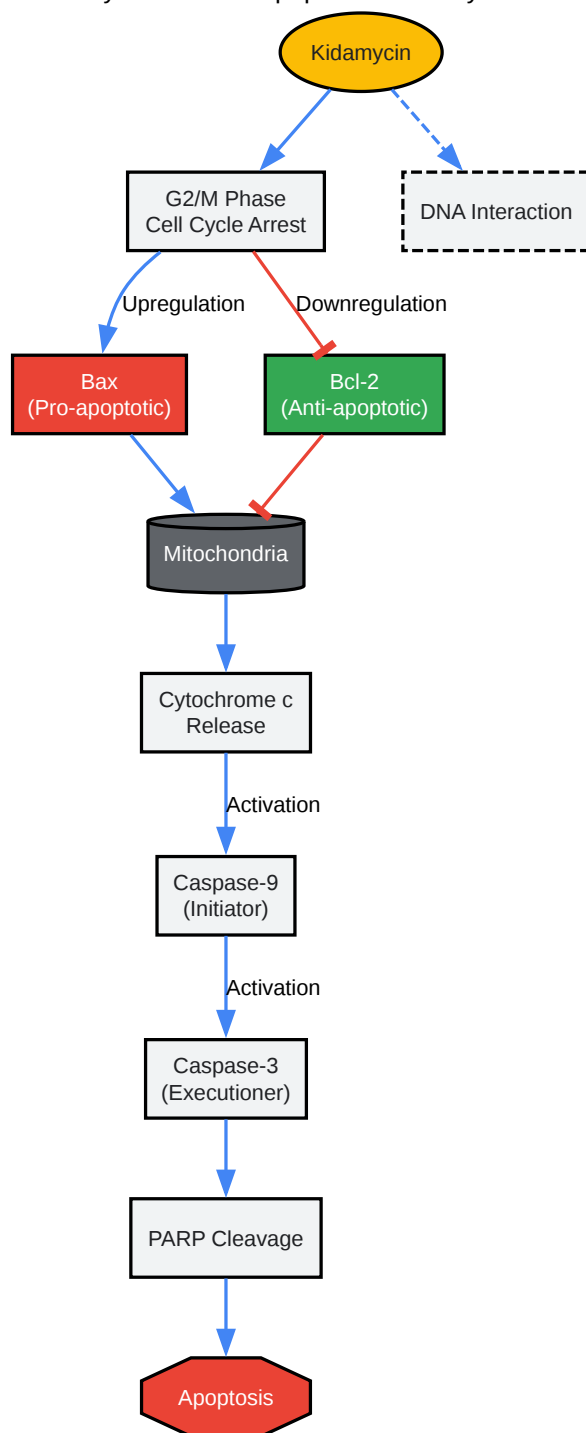 Kidamycin
G2/M Phase
Cell Cycle Arrest
DNA Interaction
Upregulation
Downregulation
Bax
(Pro-apoptotic)
Bcl-2
(Anti-apoptotic)
Mitochondria
Cytochrome c
Release
Activation
Caspase-9
(Initiator)
Activation
Caspase-3
(Executioner)
PARP Cleavage
Apoptosis